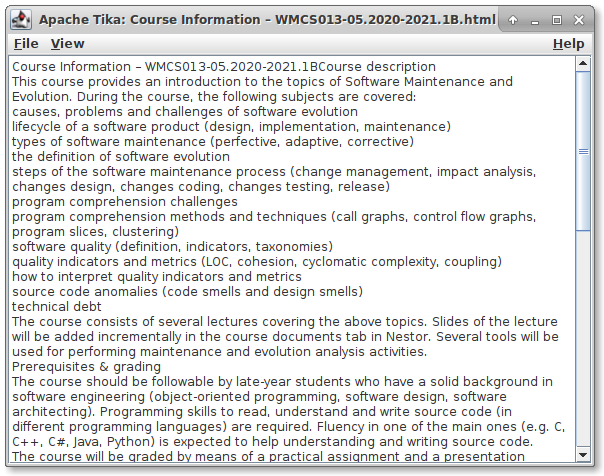 Apache Tika: Course Information – WMCS013-05.2020-2021.1B.html
File View Help
Course Information – WMCS013-05.2020-2021.1BCourse description
This course provides an introduction to the topics of Software Maintenance and
Evolution. During the course, the following subjects are covered:
causes, problems and challenges of software evolution
lifecycle of a software product (design, implementation, maintenance)
types of software maintenance (perfective, adaptive, corrective)
the definition of software evolution
steps of the software maintenance process (change management, impact analysis,
changes design, changes coding, changes testing, release)
program comprehension challenges
program comprehension methods and techniques (call graphs, control flow graphs,
program slices, clustering)
software quality (definition, indicators, taxonomies)
quality indicators and metrics (LOC, cohesion, cyclomatic complexity, coupling)
how to interpret quality indicators and metrics
source code anomalies (code smells and design smells)
technical debt
The course consists of several lectures covering the above topics. Slides of the lecture
will be added incrementally in the course documents tab in Nestor. Several tools will be
used for performing maintenance and evolution analysis activities.
Prerequisites & grading
The course should be followable by late-year students who have a solid background in
software engineering (object-oriented programming, software design, software
architecting). Programming skills to read, understand and write source code (in
different programming languages) are required. Fluency in one of the main ones (e.g. C,
C++, C#, Java, Python) is expected to help understanding and writing source code.
The course will be graded by means of a practical assignment and a presentation